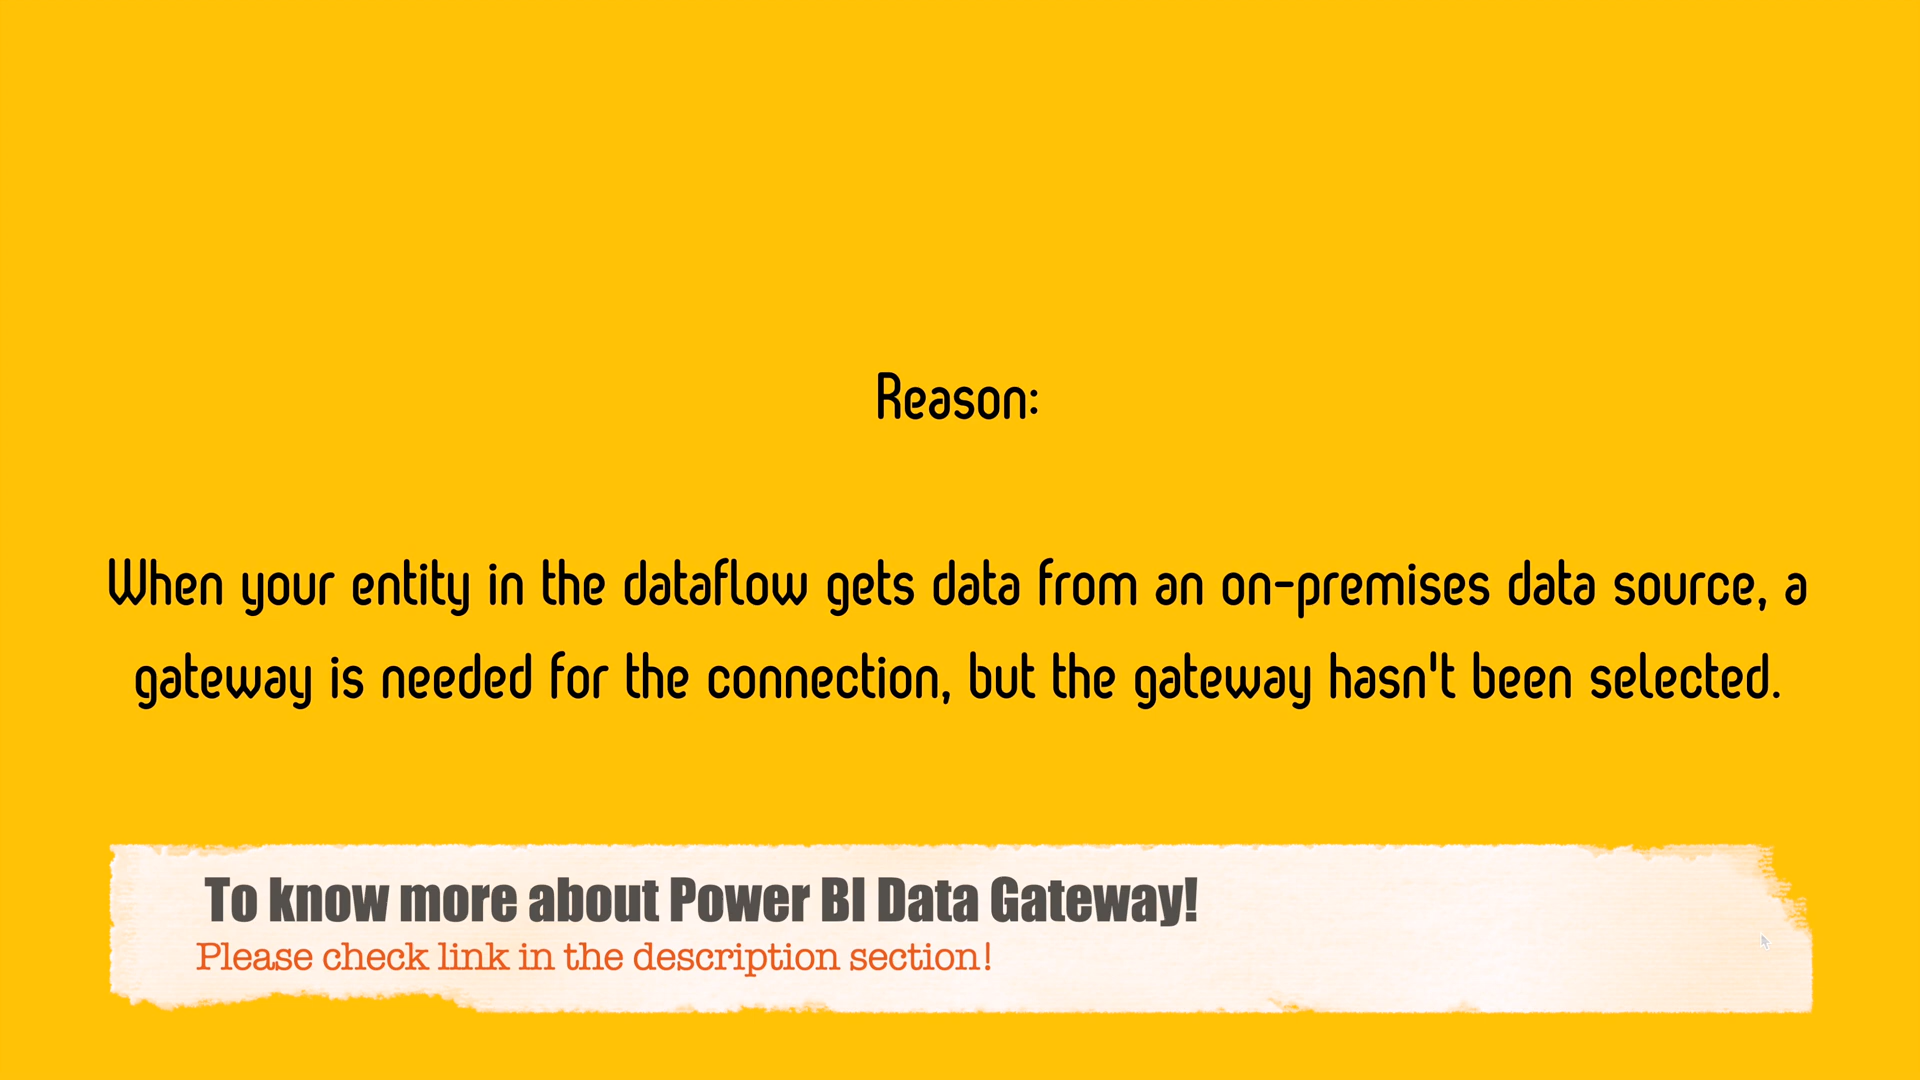 Reason:
When your entity in the dataflow gets data from an on-premises data source, a
gateway is needed for the connection, but the gateway hasn't been selected.
To know more about Power BI Data Gateway!
Please check link in the description section!